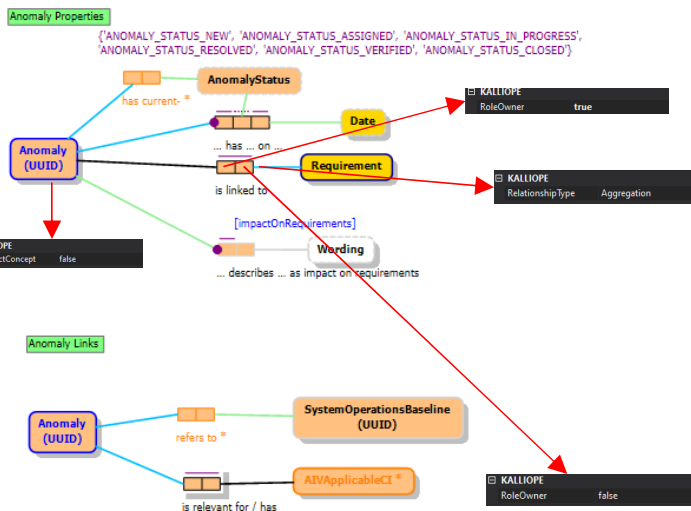 Anomaly Properties
{'ANOMALY_STATUS_NEW', 'ANOMALY_STATUS_ASSIGNED', 'ANOMALY_STATUS_IN_PROGRESS',
'ANOMALY_STATUS_RESOLVED', 'ANOMALY_STATUS_VERIFIED', 'ANOMALY_STATUS_CLOSED'}
AnomalyStatus
has current- *
KALLIOPE
RoleOwner true
Date
... has ... on ...
Anomaly
(UUID)
Requirement
is linked to
KALLIOPE
RelationshipType Aggregation
[impactOnRequirements]
OPE
ctConcept false
Wording
... describes ... as impact on requirements
Anomaly Links
SystemOperationsBaseline
(UUID)
Anomaly
(UUID)
refers to *
AIVApplicableCI *
is relevant for / has
KALLIOPE
RoleOwner false